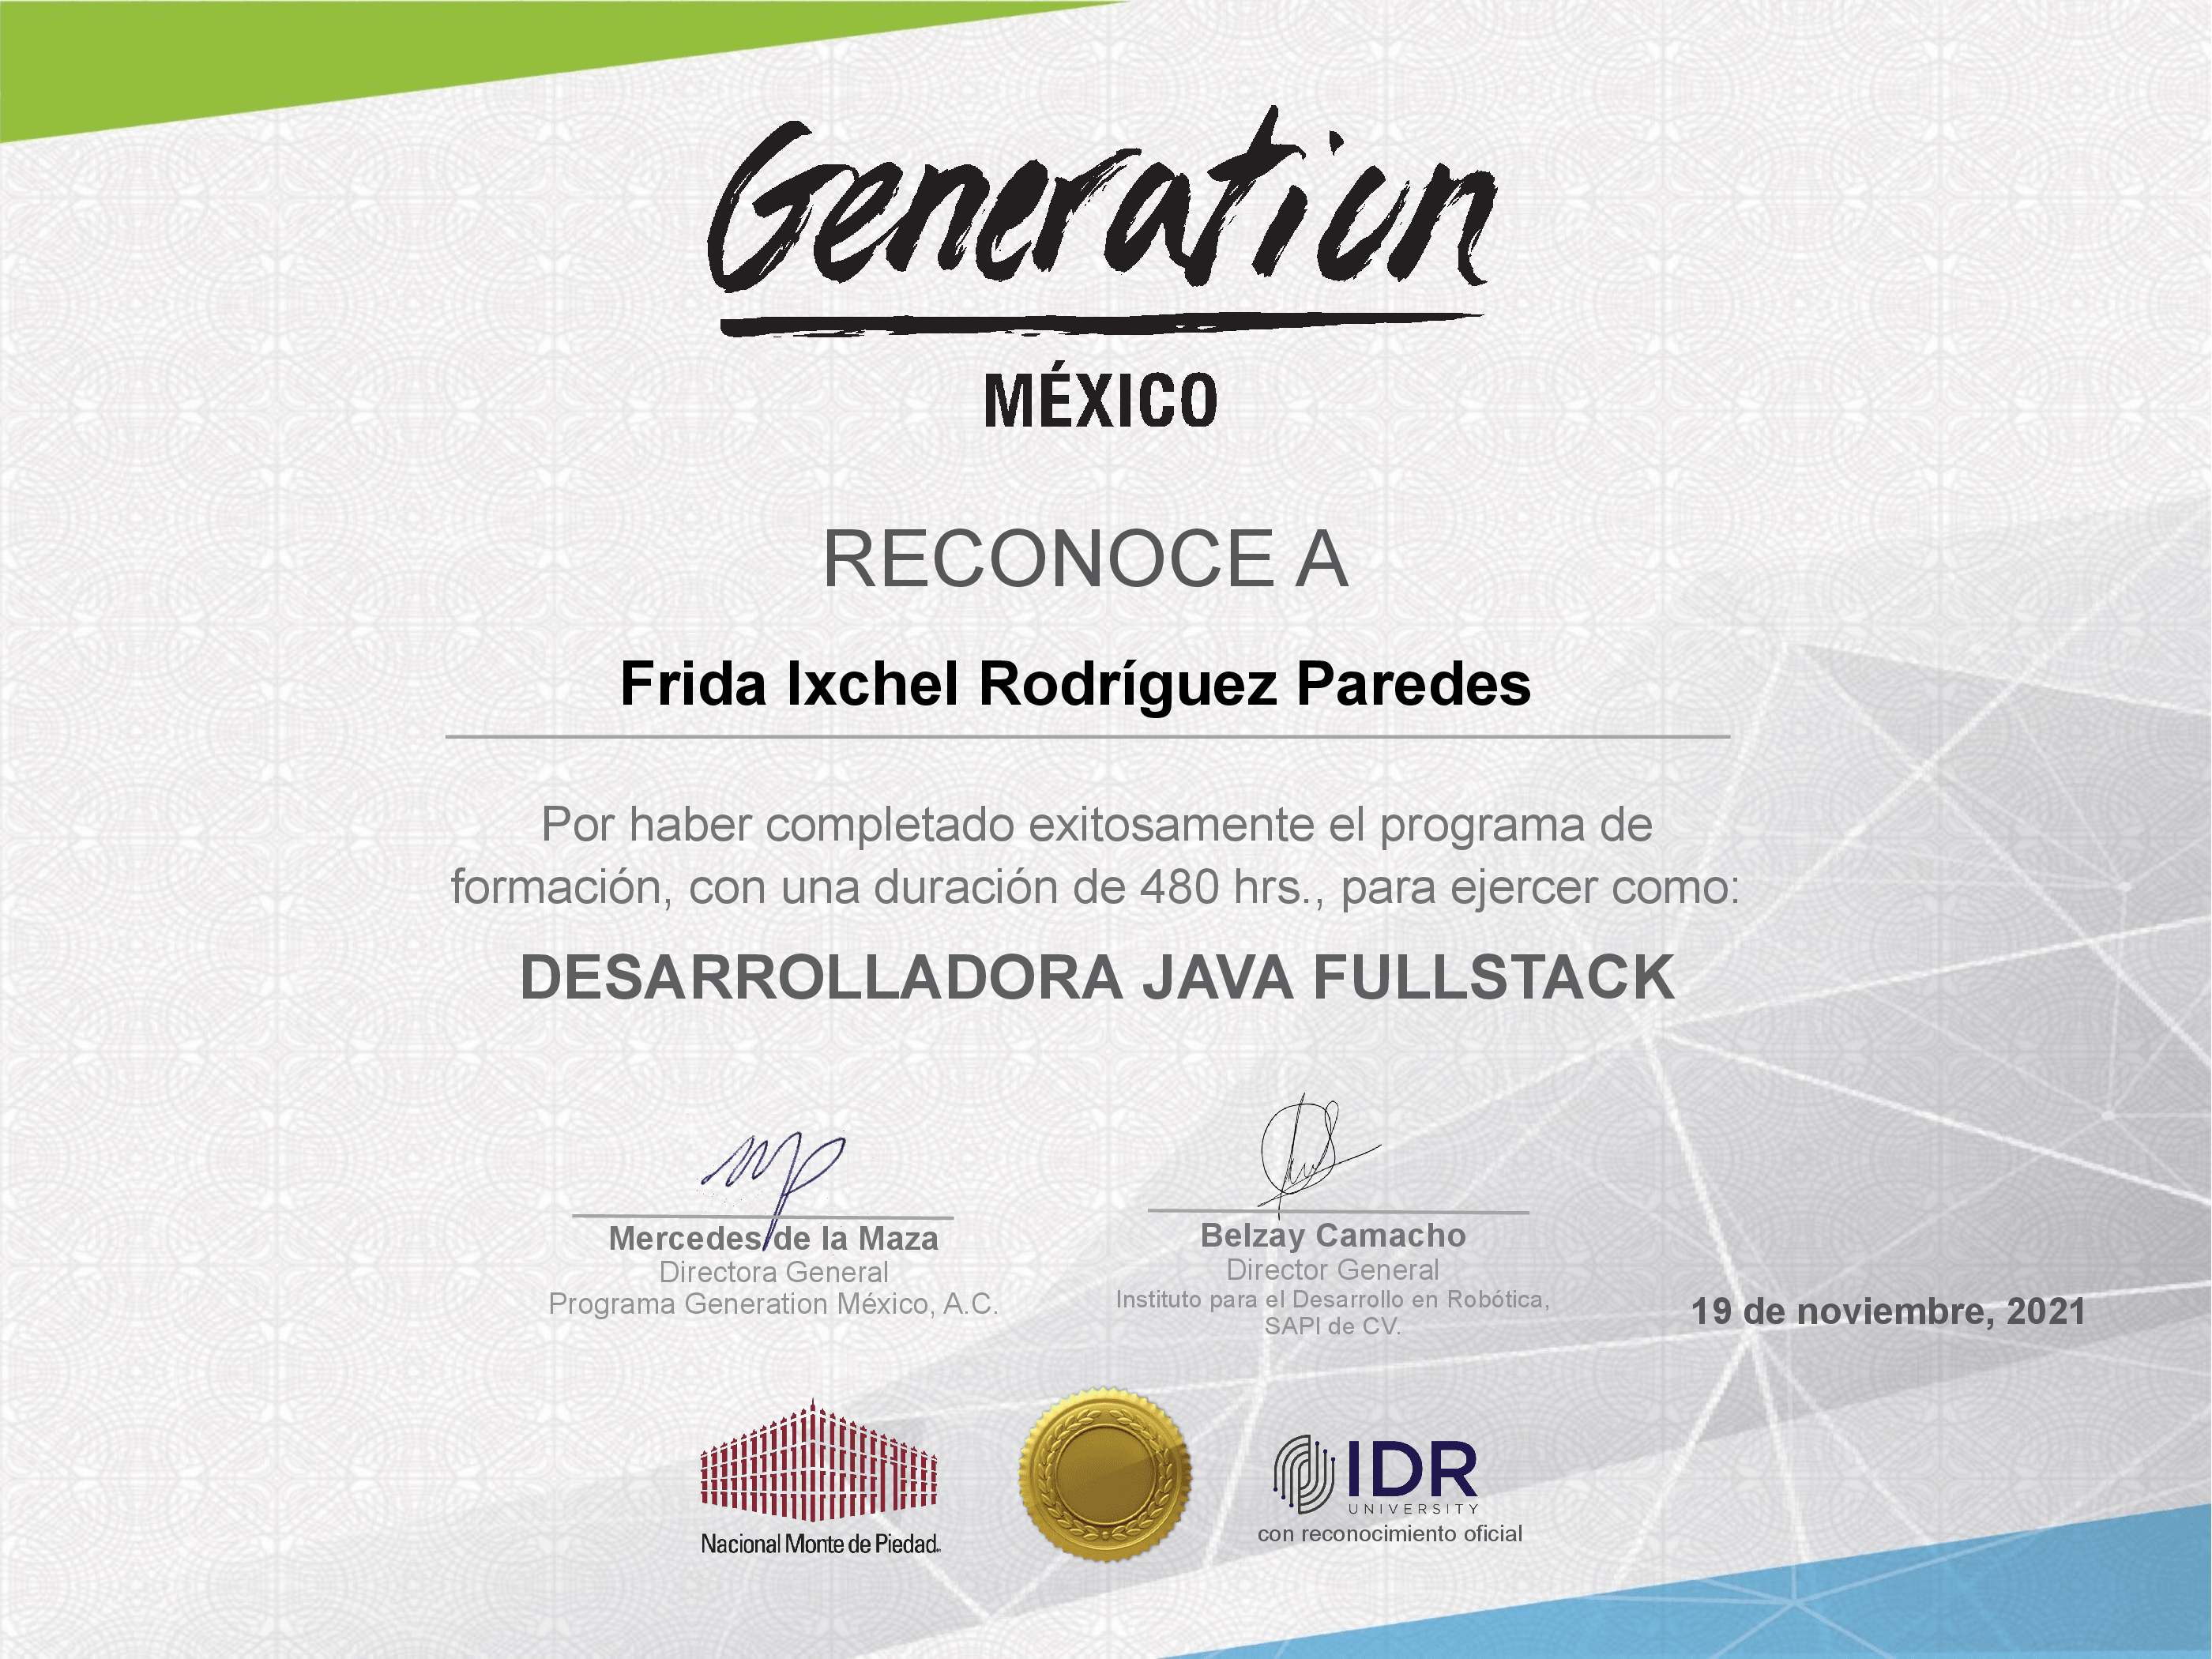 Generation
MÉXICO
RECONOCE A
Frida Ixchel Rodríguez Paredes
Por haber completado exitosamente el programa de
formación, con una duración de 480 hrs., para ejercer como:
DESARROLLADORA JAVA FULLSTACK
Mercedes de la Maza
Directora General
Programa Generation México, A.C.
Belzay Camacho
Director General
Instituto para el Desarrollo en Robótica,
SAPI de CV.
19 de noviembre, 2021
Nacional Monte de Piedad
IDR
UNIVERSITY
con reconocimiento oficial